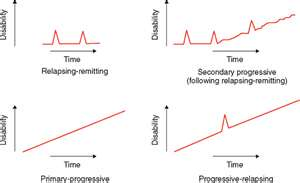 Disability
Time
Relapsing-remitting
Disability
Time
Secondary progressive
(following relapsing-remitting)
Disability
Time
Primary-progressive
Disability
Time
Progressive-relapsing